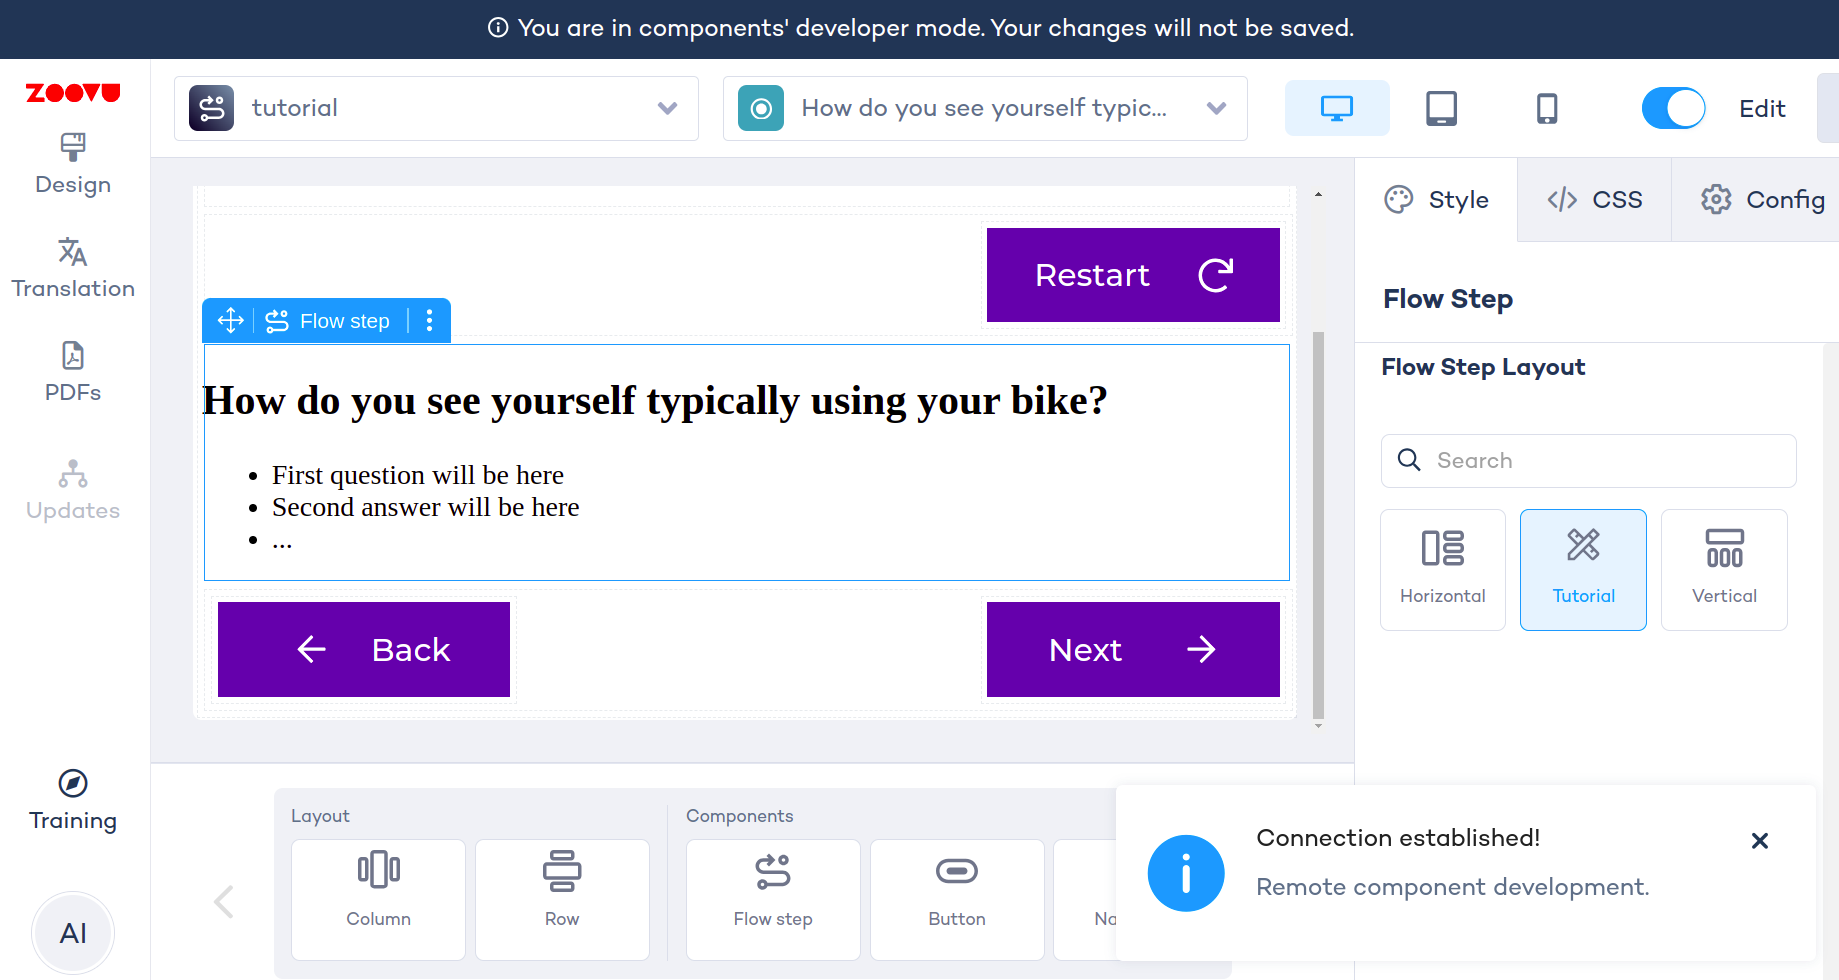 You are in components' developer mode. Your changes will not be saved.
ZOOVU
tutorial
How do you see yourself typic...
Edit
Design
Translation
PDFs
Updates
Training
AI
Restart
Flow step
How do you see yourself typically using your bike?
First question will be here
Second answer will be here
...
Back
Next
Style
CSS
Config
Flow Step
Flow Step Layout
Search
Horizontal
Tutorial
Vertical
Layout
Column
Row
Components
Flow step
Button
Connection established!
Remote component development.